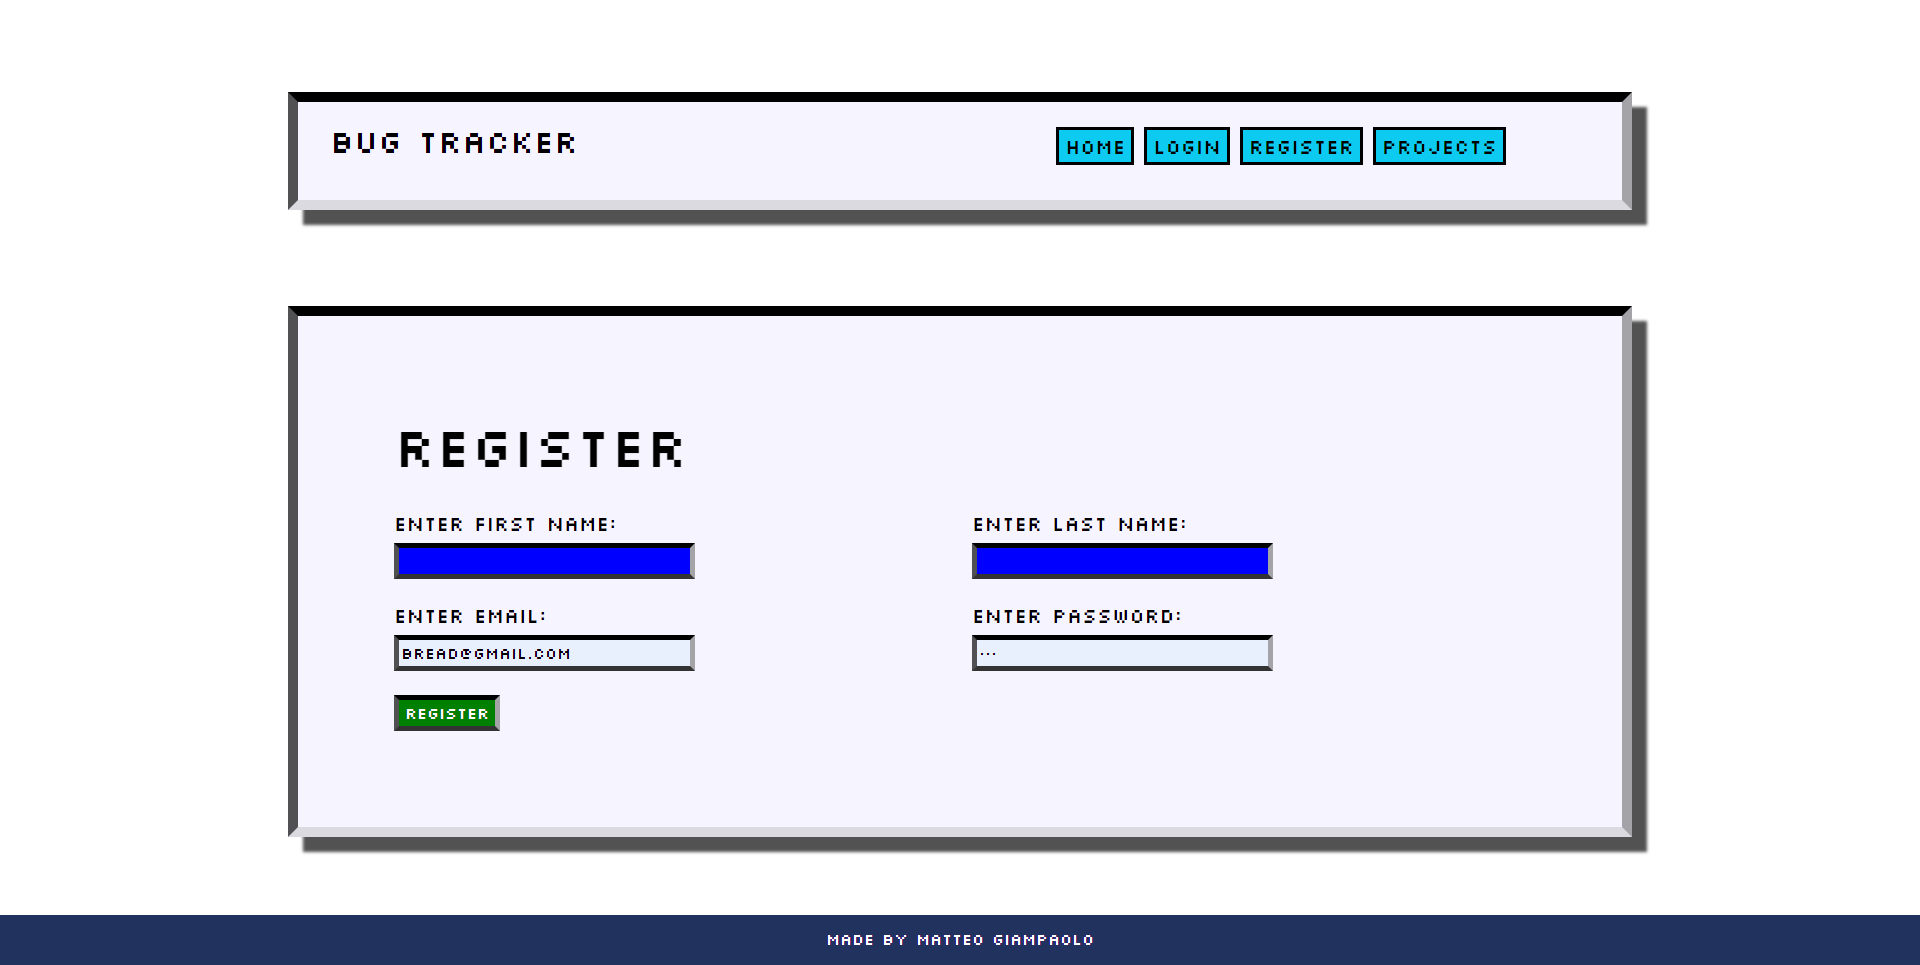 BUG TRACKER
HOME LOGIN REGISTER PROJECTS
REGISTER
ENTER FIRST NAME:
ENTER LAST NAME:
ENTER EMAIL:
BREAD@GMAIL.COM
ENTER PASSWORD:
...
REGISTER
MADE BY MATTEO GIAMPAOLO